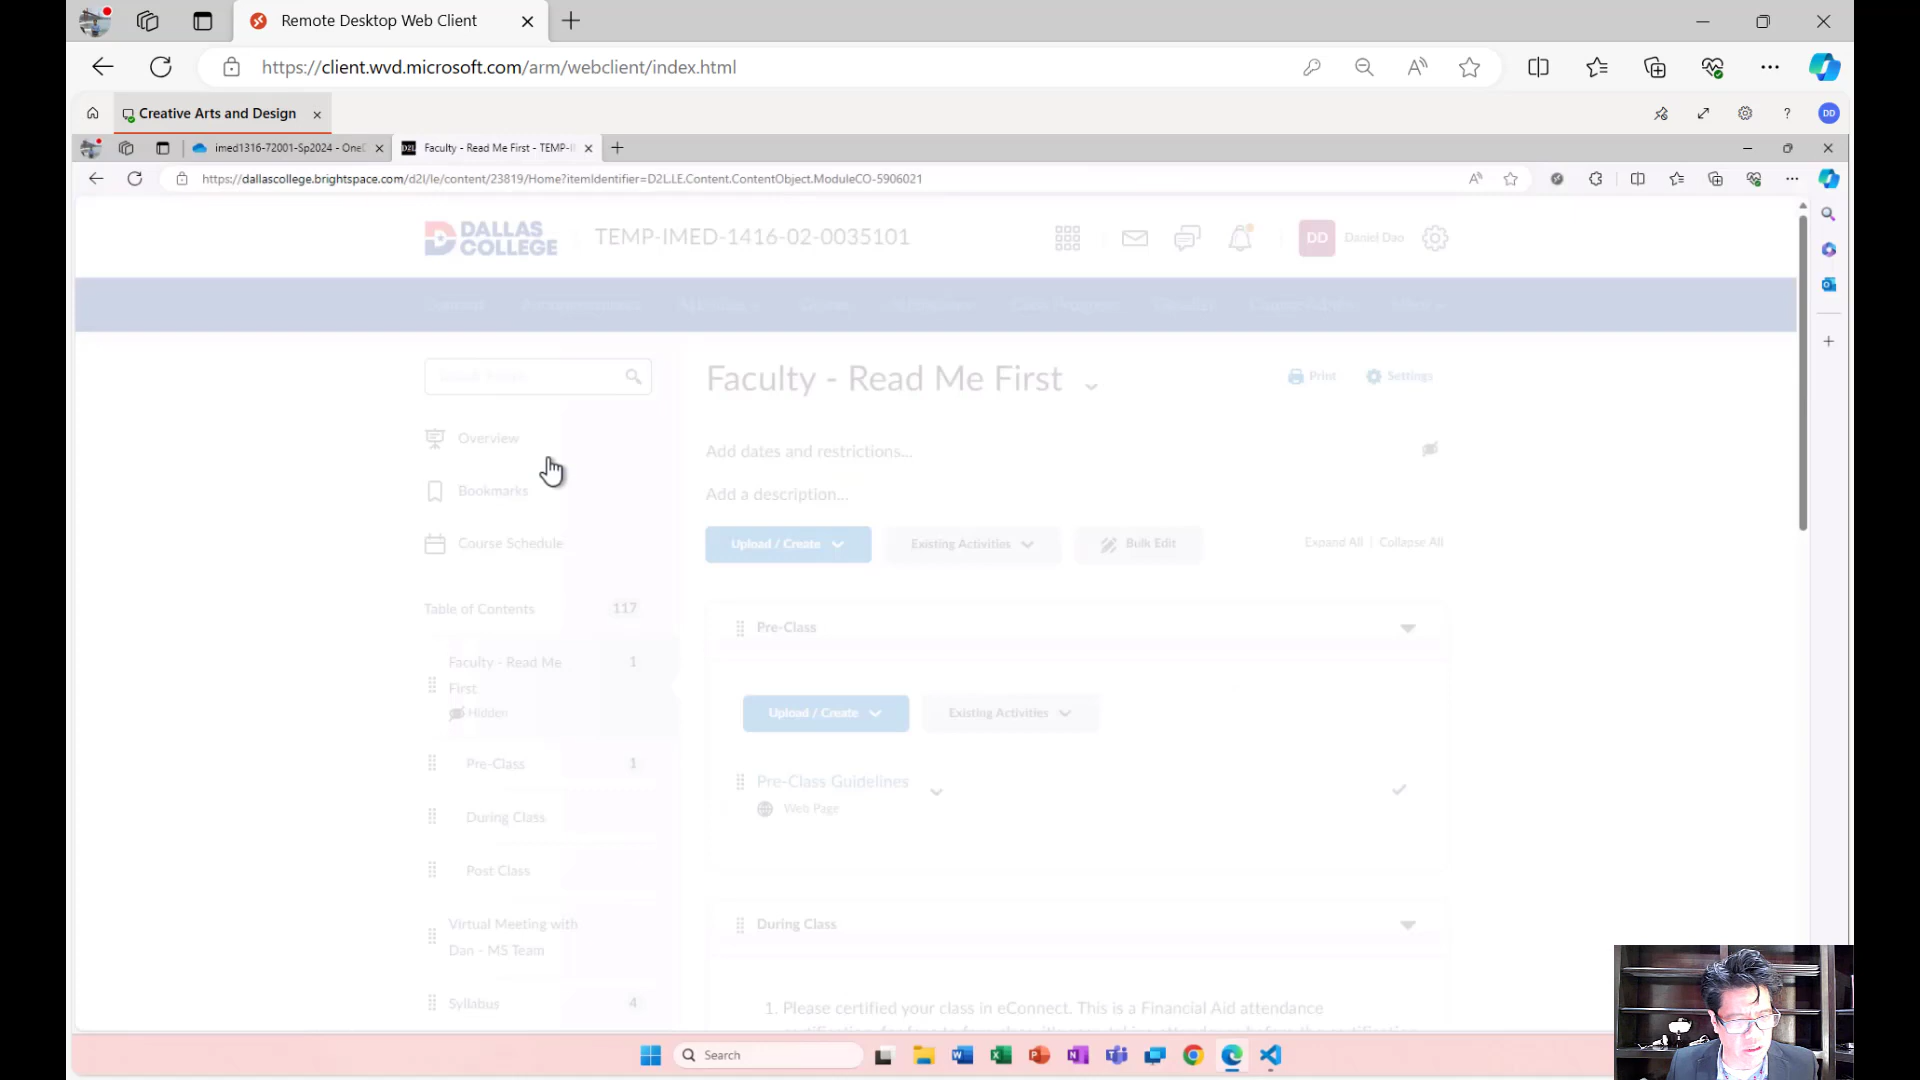 Remote Desktop Web Client
https://client.wvd.microsoft.com/arm/webclient/index.html
Creative Arts and Design
DD
imed1316-72001-Sp2024 - One
D2L
Faculty - Read Me First - TEMP-I
https://dallascollege.brightspace.com/d2l/le/content/23819/Home?itemIdentifier=D2L.LE.Content.ContentObject.ModuleCO-5906021
DALLAS
COLLEGE
TEMP-IMED-1416-02-0035101
DD
Daniel Dao
Faculty - Read Me First
Print
Settings
Overview
Add dates and restrictions...
Bookmarks
Add a description...
Course Schedule
Upload / Create
Existing Activities
Bulk Edit
Expand All | Collapse All
Table of Contents 117
Pre-Class
Faculty - Read Me 1
First
Hidden
Upload / Create
Existing Activities
Pre-Class 1
Pre-Class Guidelines
Web Page
During Class
Post Class
Virtual Meeting with
Dan - MS Team
During Class
Syllabus 4
1. Please certified your class in eConnect. This is a Financial Aid attendance
Search